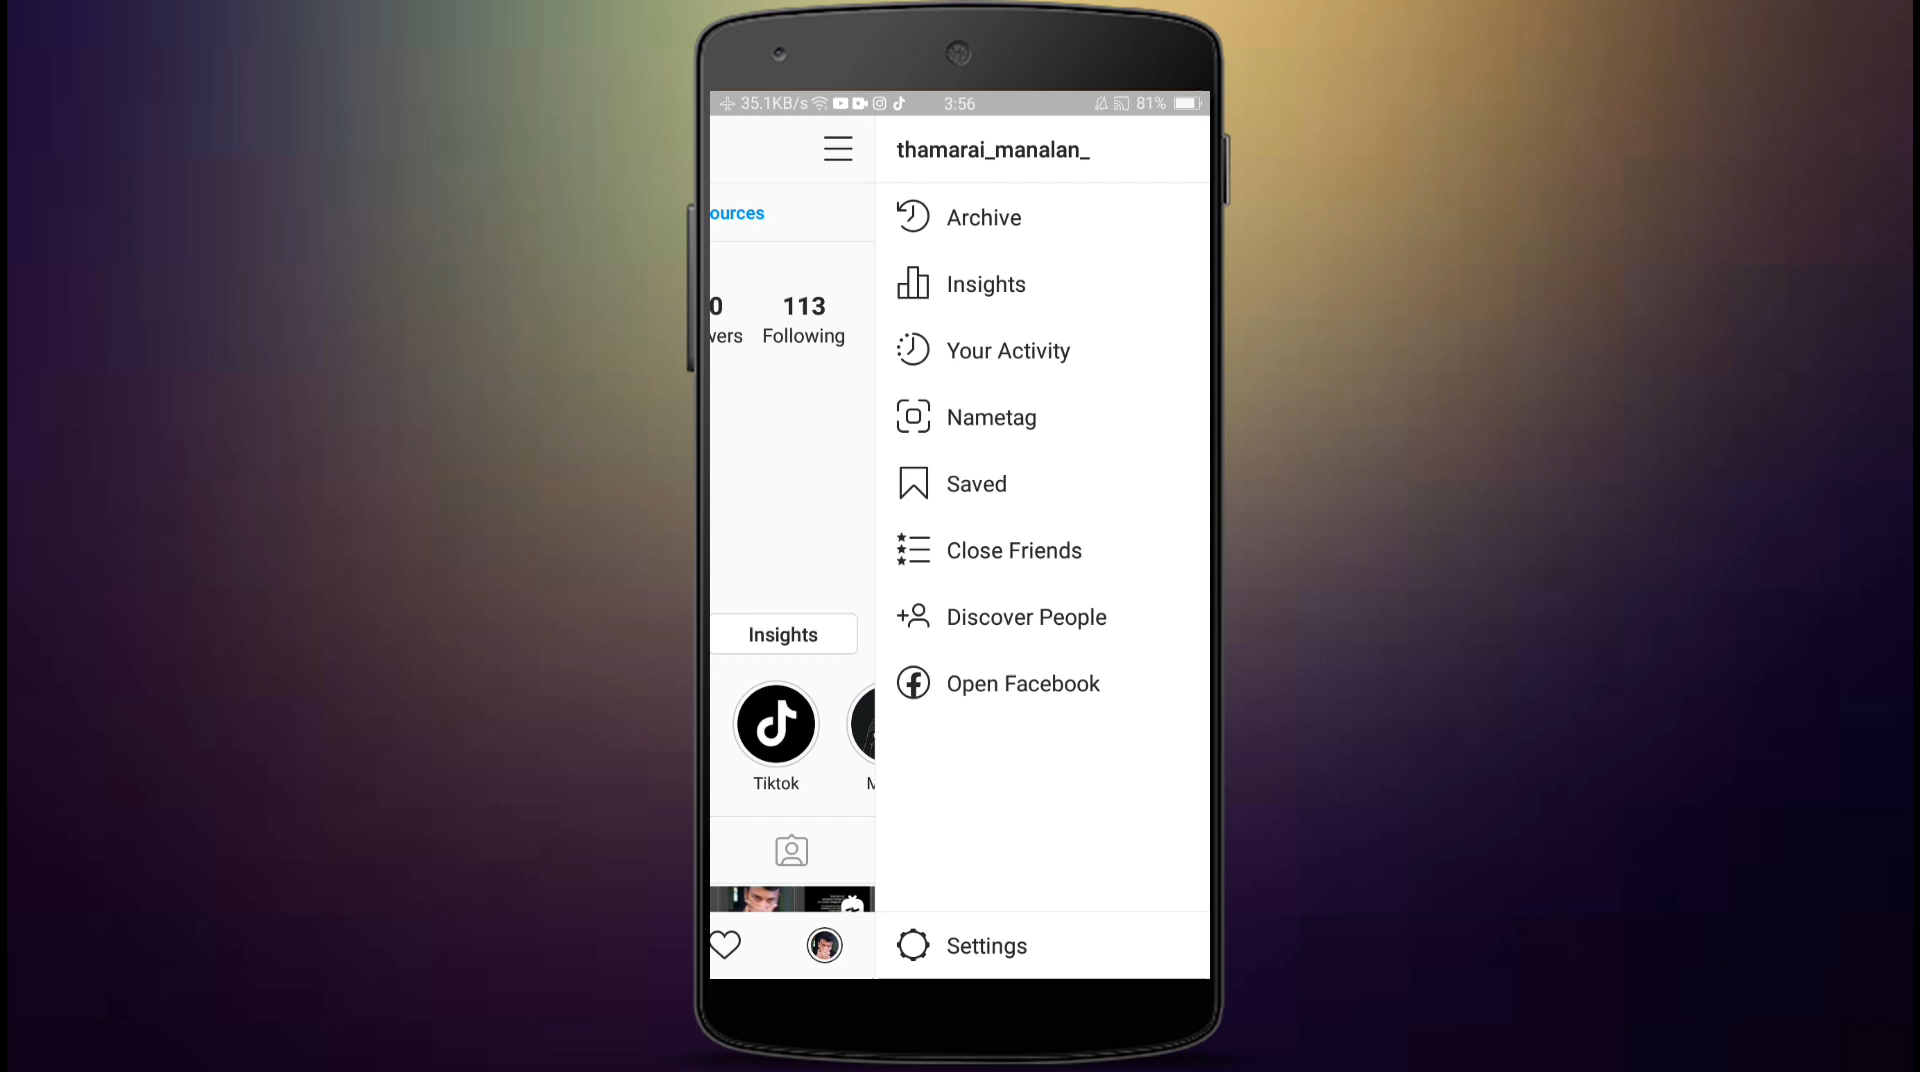 35.1KB/s 3:56 81%
thamarai_manalan_
ources
Archive
Insights
0 113
wers Following
Your Activity
Nametag
Saved
Close Friends
Discover People
Insights
Open Facebook
Tiktok M
Settings